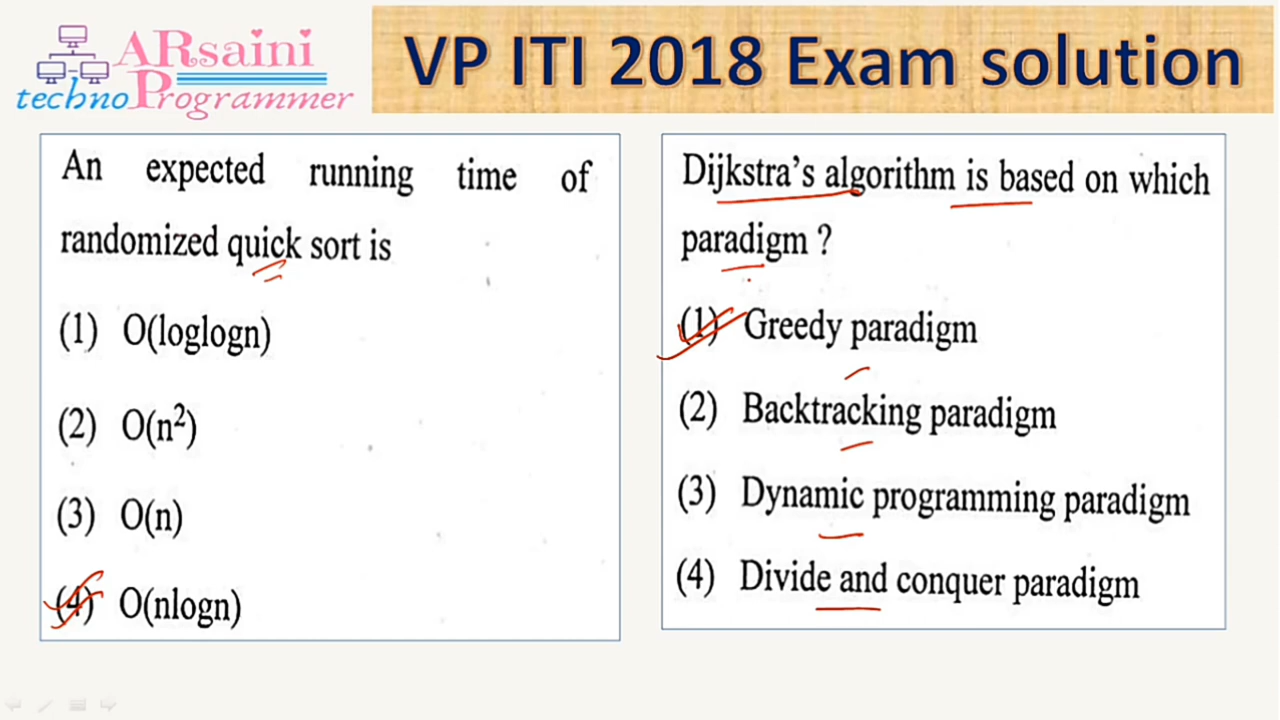 ARsaini
techno Programmer
VP ITI 2018 Exam solution
An expected running time of
randomized quick sort is
(1) O(loglogn)
(2) O(n²)
(3) O(n)
(4) O(nlogn)
Dijkstra's algorithm is based on which
paradigm ?
(1) Greedy paradigm
(2) Backtracking paradigm
(3) Dynamic programming paradigm
(4) Divide and conquer paradigm